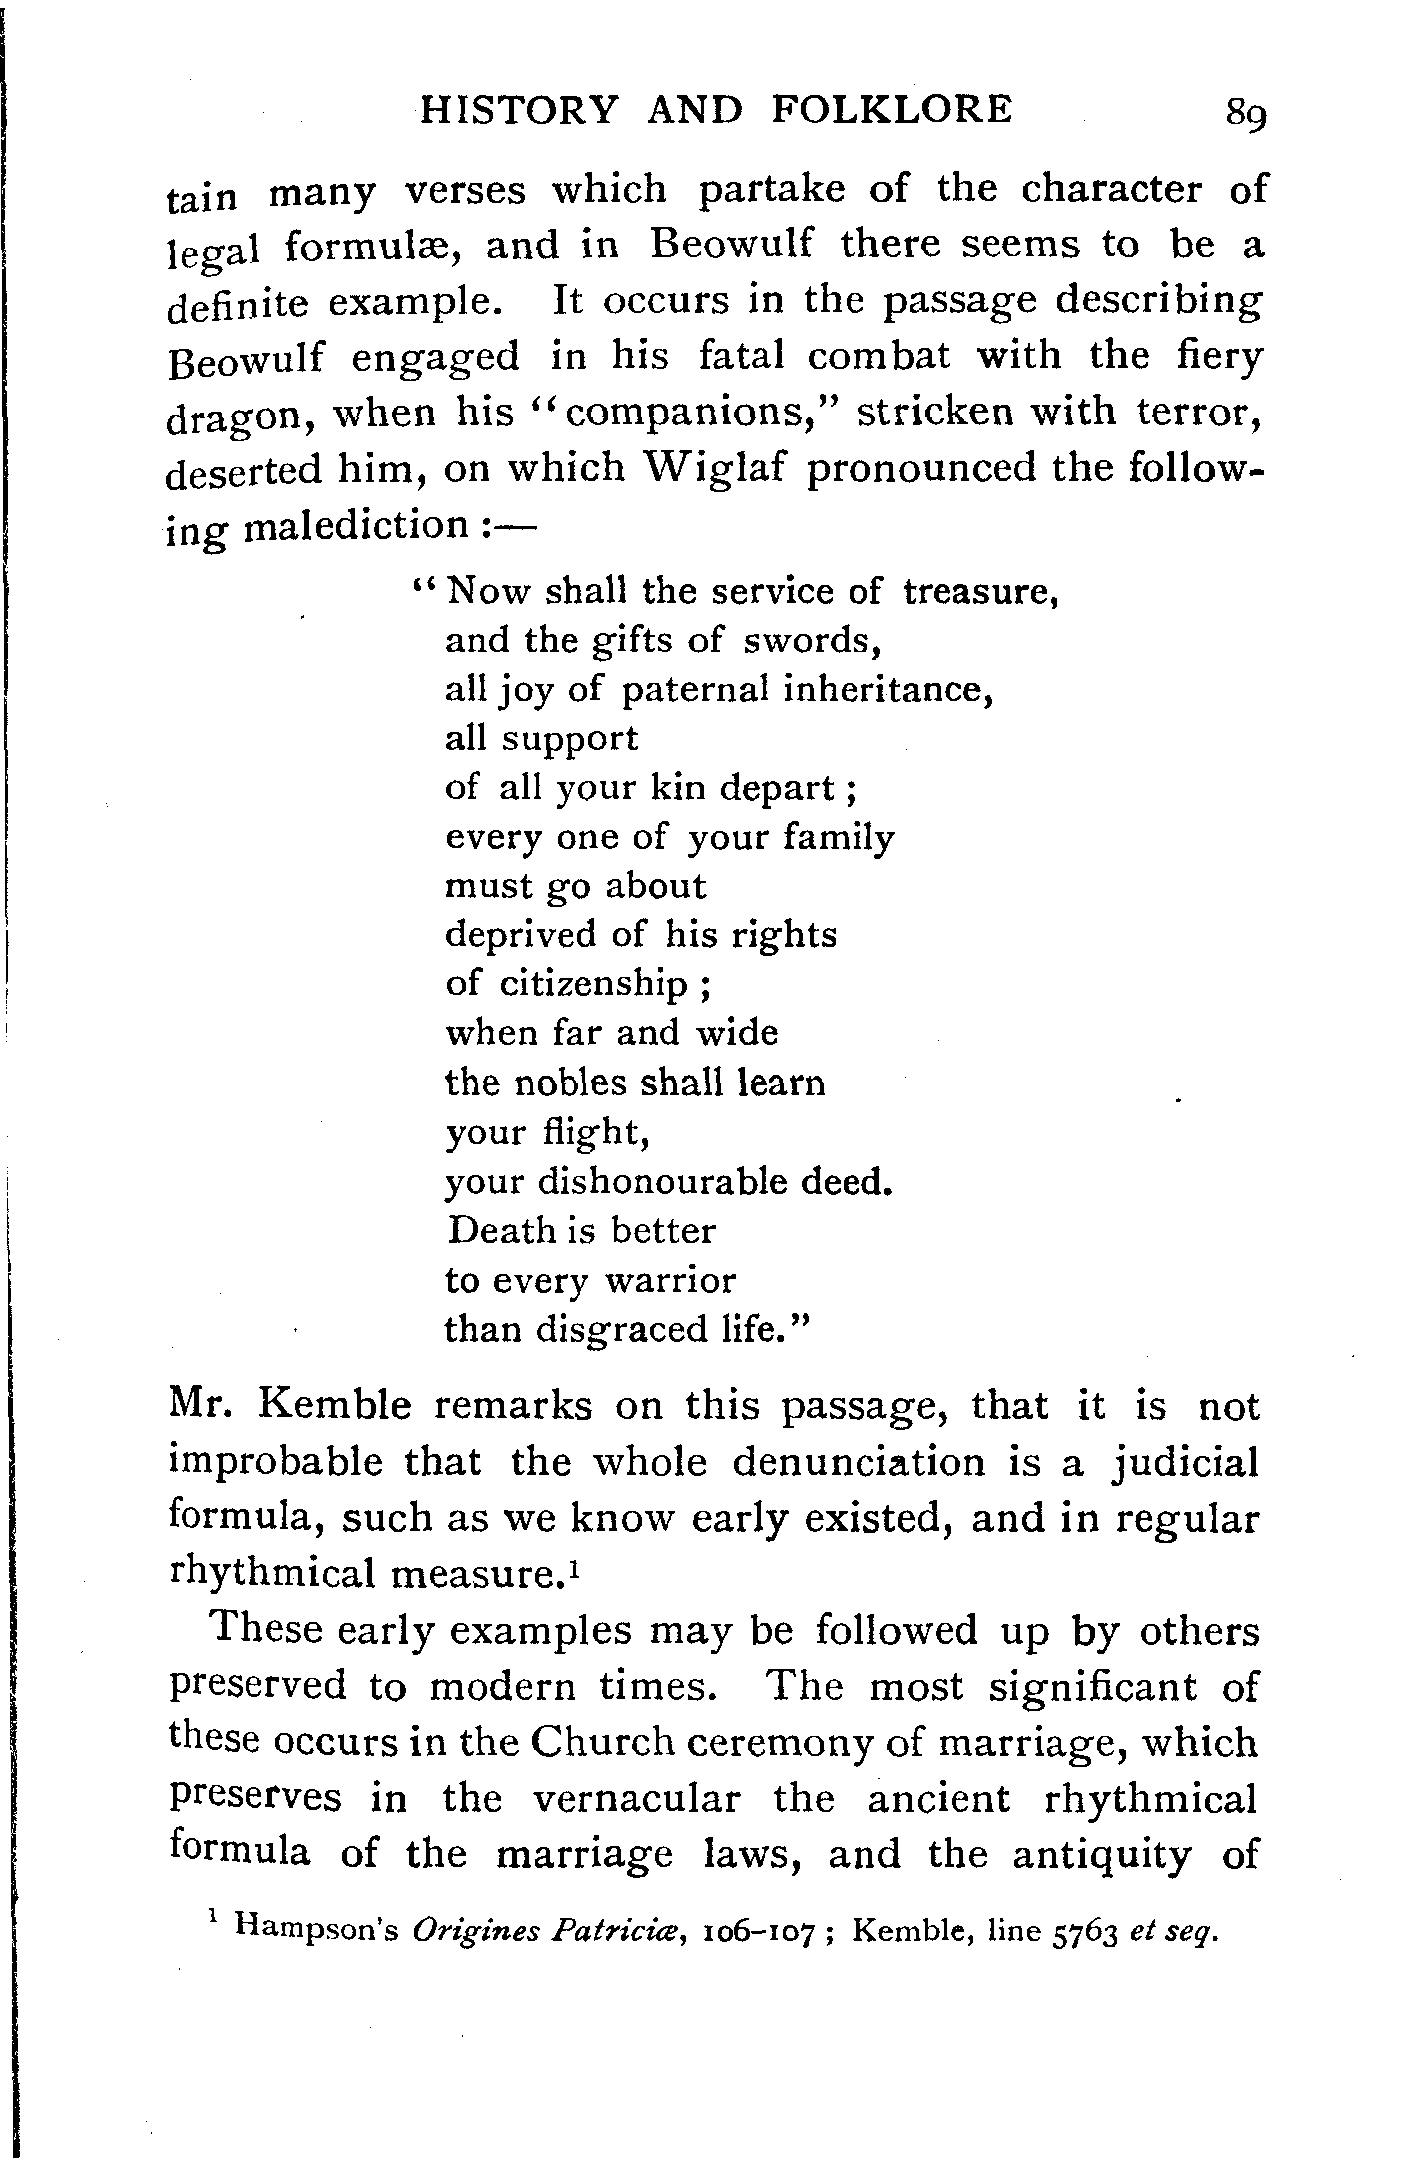 HISTORY AND FOLKLORE 89
tain many verses which partake of the character of
legal formulæ, and in Beowulf there seems to be a
definite example. It occurs in the passage describing
Beowulf engaged in his fatal combat with the fiery
dragon, when his “companions,” stricken with terror,
deserted him, on which Wiglaf pronounced the follow-
ing malediction :—
“ Now shall the service of treasure,
and the gifts of swords,
all joy of paternal inheritance,
all support
of all your kin depart ;
every one of your family
must go about
deprived of his rights
of citizenship ;
when far and wide
the nobles shall learn
your flight,
your dishonourable deed.
Death is better
to every warrior
than disgraced life.”
Mr. Kemble remarks on this passage, that it is not
improbable that the whole denunciation is a judicial
formula, such as we know early existed, and in regular
rhythmical measure.¹
These early examples may be followed up by others
preserved to modern times. The most significant of
these occurs in the Church ceremony of marriage, which
preserves in the vernacular the ancient rhythmical
formula of the marriage laws, and the antiquity of
¹ Hampson's Origines Patriciæ, 106–107 ; Kemble, line 5763 et seq.